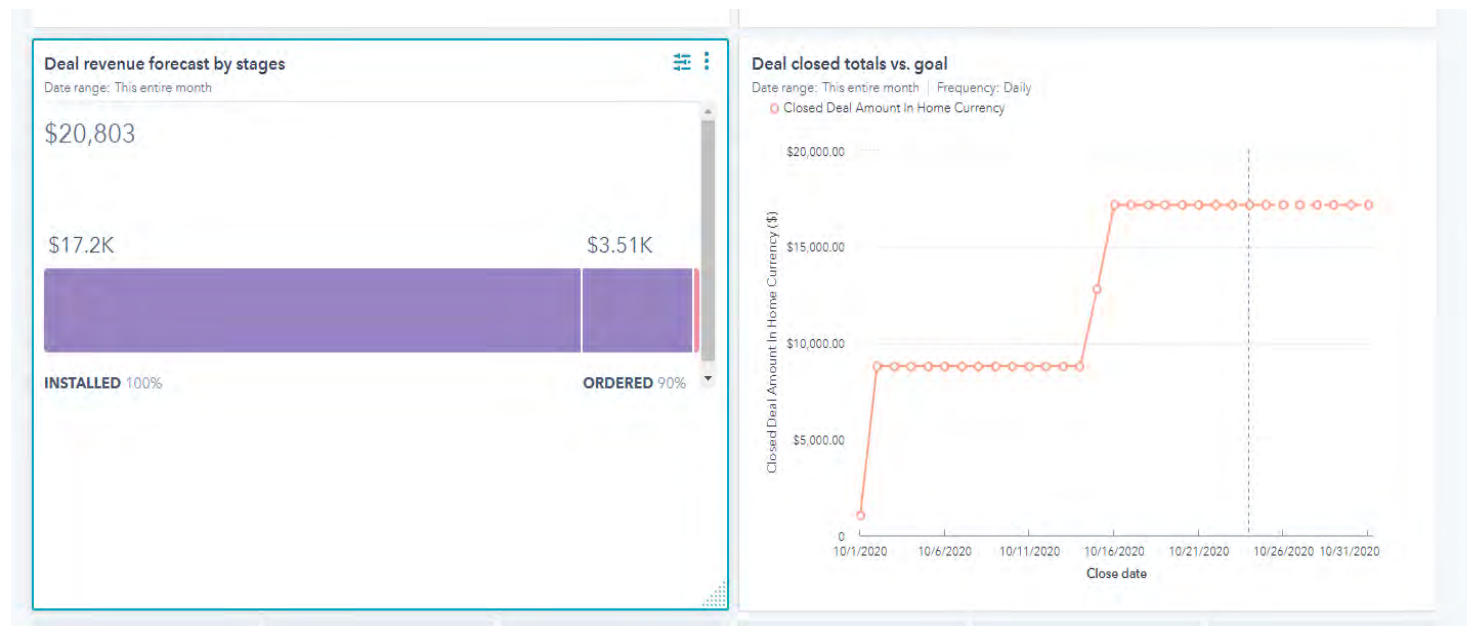 Deal revenue forecast by stages
Date range: This entire month
$20,803
$17.2K $3.51K
INSTALLED 100% ORDERED 90%
Deal closed totals vs. goal
Date range: This entire month Frequency: Daily
Closed Deal Amount In Home Currency
Closed Deal Amount In Home Currency ($)
$20,000.00
$15,000.00
$10,000.00
$5,000.00
0
10/1/2020 10/6/2020 10/11/2020 10/16/2020 10/21/2020 10/26/2020 10/31/2020
Close date